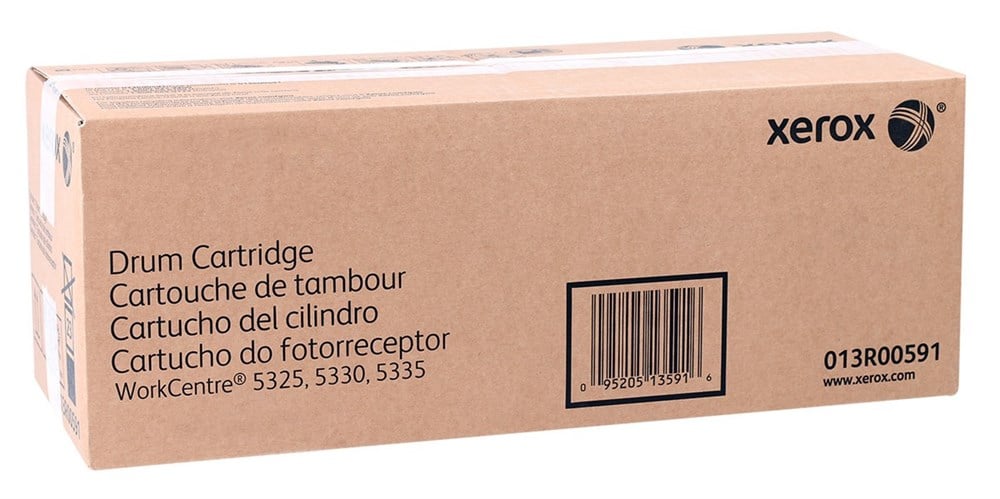 xerox ®
Drum Cartridge
Cartouche de tambour
Cartucho del cilindro
Cartucho do fotorreceptor
WorkCentre® 5325, 5330, 5335
0 95205 13591 6
013R00591
www.xerox.com
xerox